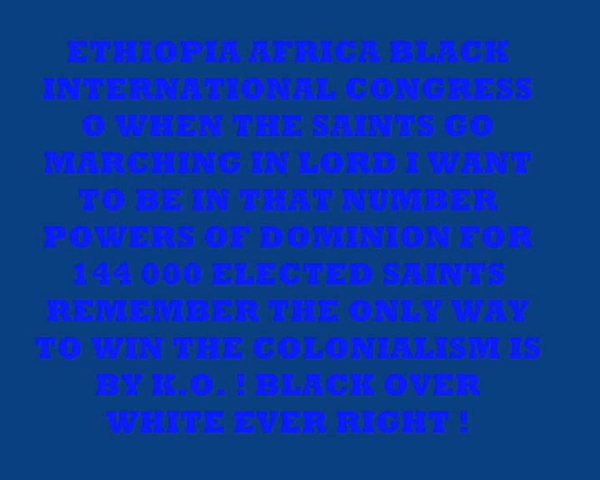 ETHIOPIA AFRICA BLACK
INTERNATIONAL CONGRESS
O WHEN THE SAINTS GO
MARCHING IN LORD I WANT
TO BE IN THAT NUMBER
POWERS OF DOMINION FOR
144 000 ELECTED SAINTS
REMEMBER THE ONLY WAY
TO WIN THE COLONIALISM IS
BY K.O. ! BLACK OVER
WHITE EVER RIGHT !